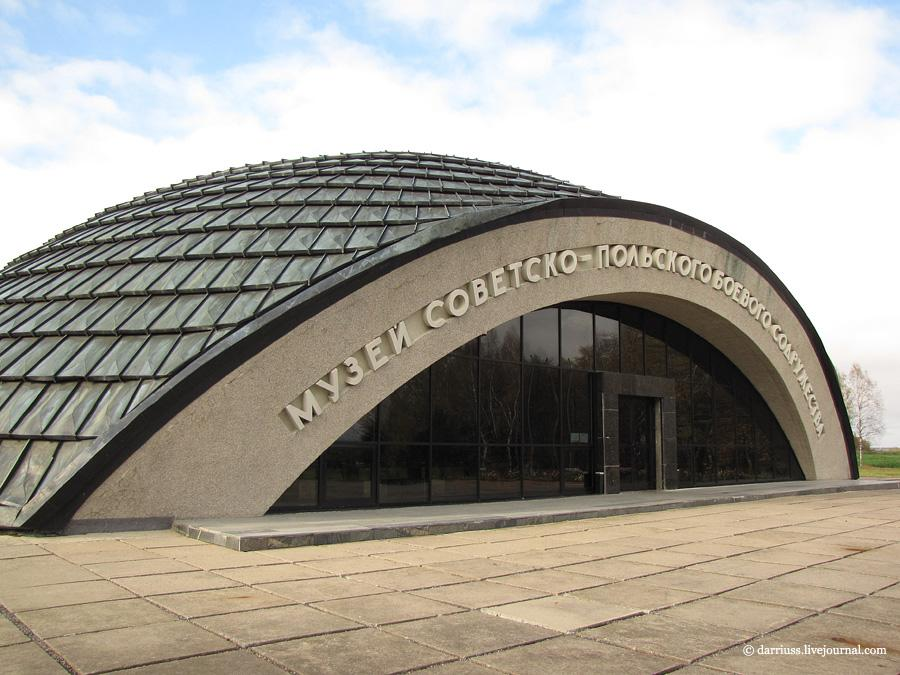 МУЗЕЙ СОВЕТСКО-ПОЛЬСКОГО БОЕВОГО СОДРУЖЕСТВА
© darriuss.livejournal.com